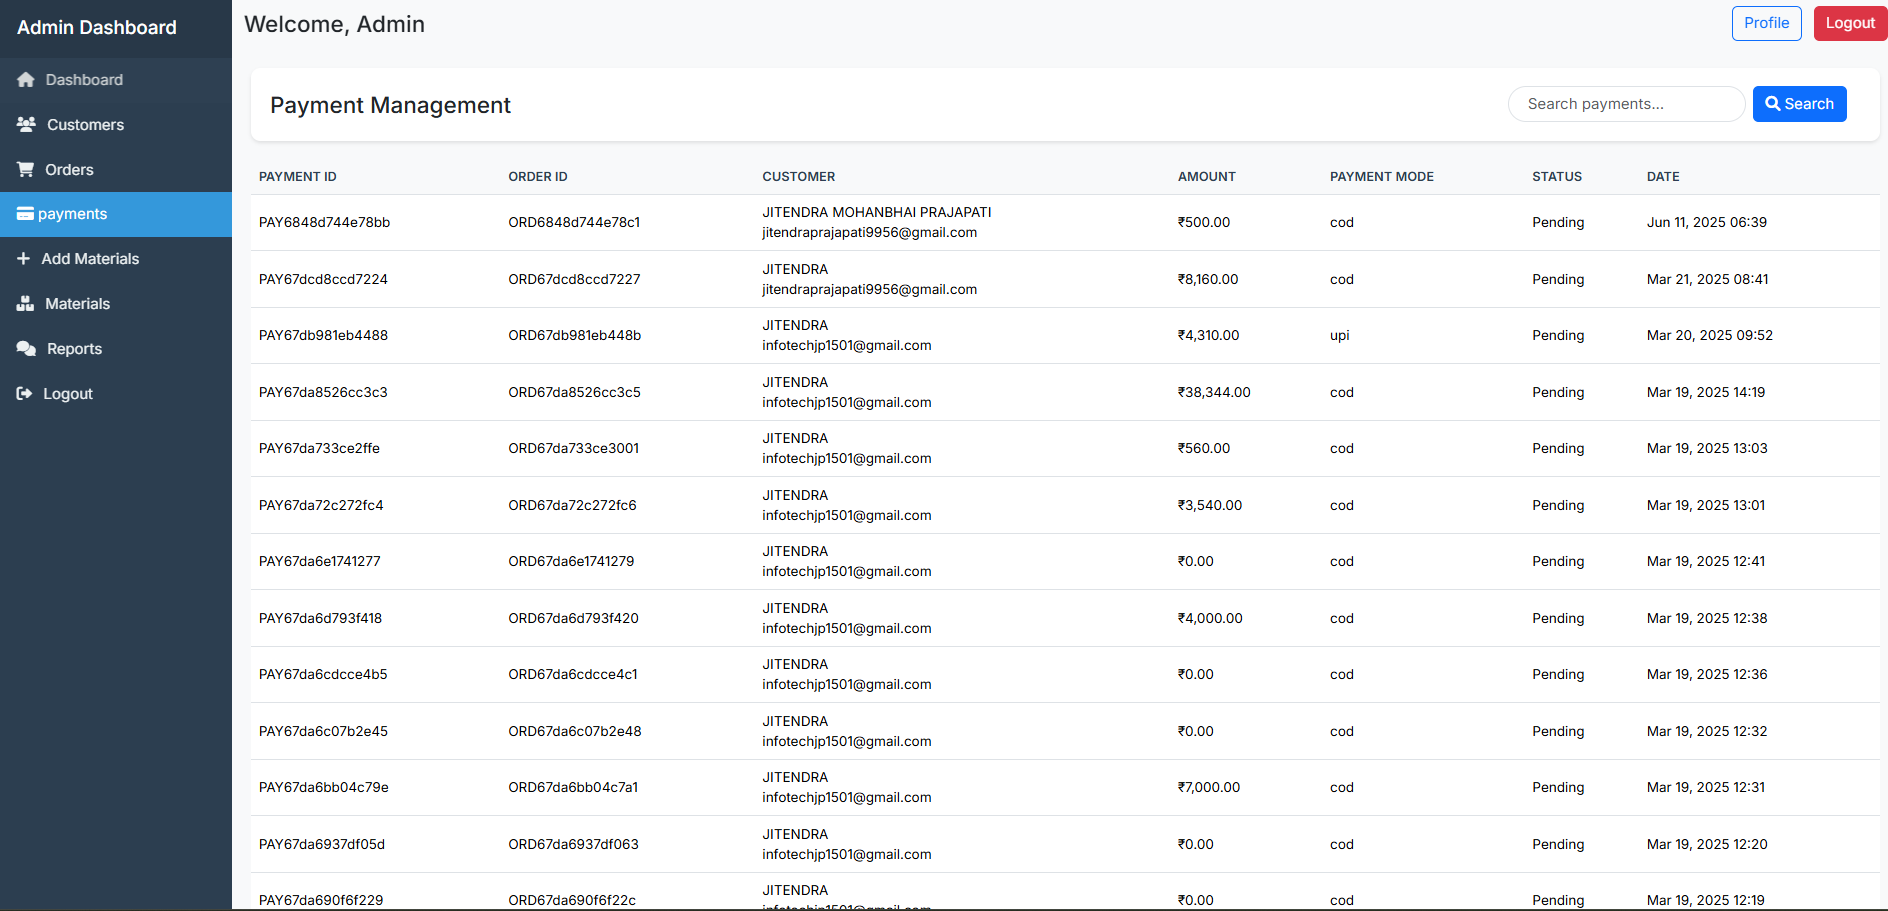 Admin Dashboard
Dashboard
Customers
Orders
payments
Add Materials
Materials
Reports
Logout
Welcome, Admin
Profile
Logout
Payment Management
Search payments...
Search
PAYMENT ID ORDER ID CUSTOMER AMOUNT PAYMENT MODE STATUS DATE
PAY6848d744e78bb ORD6848d744e78c1 JITENDRA MOHANBHAI PRAJAPATI ₹500.00 cod Pending Jun 11, 2025 06:39
jitendraprajapati9956@gmail.com
PAY67dcd8ccd7224 ORD67dcd8ccd7227 JITENDRA ₹8,160.00 cod Pending Mar 21, 2025 08:41
jitendraprajapati9956@gmail.com
PAY67db981eb4488 ORD67db981eb448b JITENDRA ₹4,310.00 upi Pending Mar 20, 2025 09:52
infotechjp1501@gmail.com
PAY67da8526cc3c3 ORD67da8526cc3c5 JITENDRA ₹38,344.00 cod Pending Mar 19, 2025 14:19
infotechjp1501@gmail.com
PAY67da733ce2ffe ORD67da733ce3001 JITENDRA ₹560.00 cod Pending Mar 19, 2025 13:03
infotechjp1501@gmail.com
PAY67da72c272fc4 ORD67da72c272fc6 JITENDRA ₹3,540.00 cod Pending Mar 19, 2025 13:01
infotechjp1501@gmail.com
PAY67da6e1741277 ORD67da6e1741279 JITENDRA ₹0.00 cod Pending Mar 19, 2025 12:41
infotechjp1501@gmail.com
PAY67da6d793f418 ORD67da6d793f420 JITENDRA ₹4,000.00 cod Pending Mar 19, 2025 12:38
infotechjp1501@gmail.com
PAY67da6cdcce4b5 ORD67da6cdcce4c1 JITENDRA ₹0.00 cod Pending Mar 19, 2025 12:36
infotechjp1501@gmail.com
PAY67da6c07b2e45 ORD67da6c07b2e48 JITENDRA ₹0.00 cod Pending Mar 19, 2025 12:32
infotechjp1501@gmail.com
PAY67da6bb04c79e ORD67da6bb04c7a1 JITENDRA ₹7,000.00 cod Pending Mar 19, 2025 12:31
infotechjp1501@gmail.com
PAY67da6937df05d ORD67da6937df063 JITENDRA ₹0.00 cod Pending Mar 19, 2025 12:20
infotechjp1501@gmail.com
PAY67da690f6f229 ORD67da690f6f22c JITENDRA ₹0.00 cod Pending Mar 19, 2025 12:19